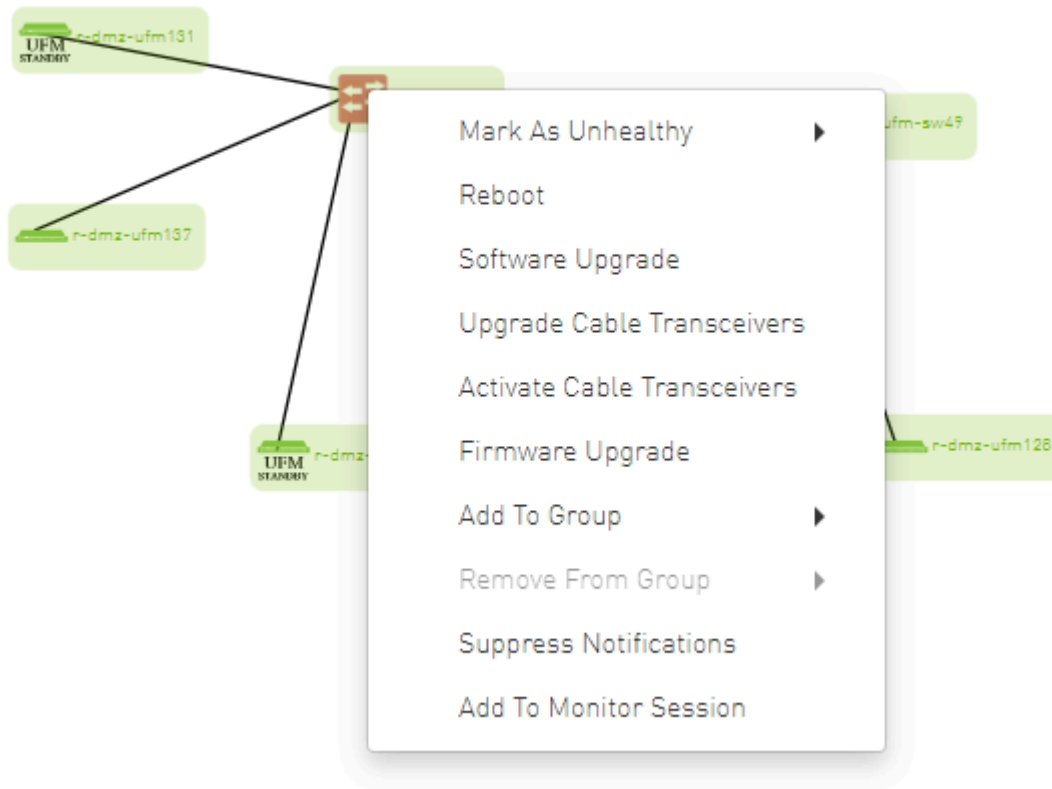 r-dmz-ufm131
UFM
STANDBY
ufm-sw49
Mark As Unhealthy
Reboot
r-dmz-ufm137
Software Upgrade
Upgrade Cable Transceivers
Activate Cable Transceivers
r-dmz-ufm128
Firmware Upgrade
UFM
STANDBY
r-dmz-
Add To Group
Remove From Group
Suppress Notifications
Add To Monitor Session